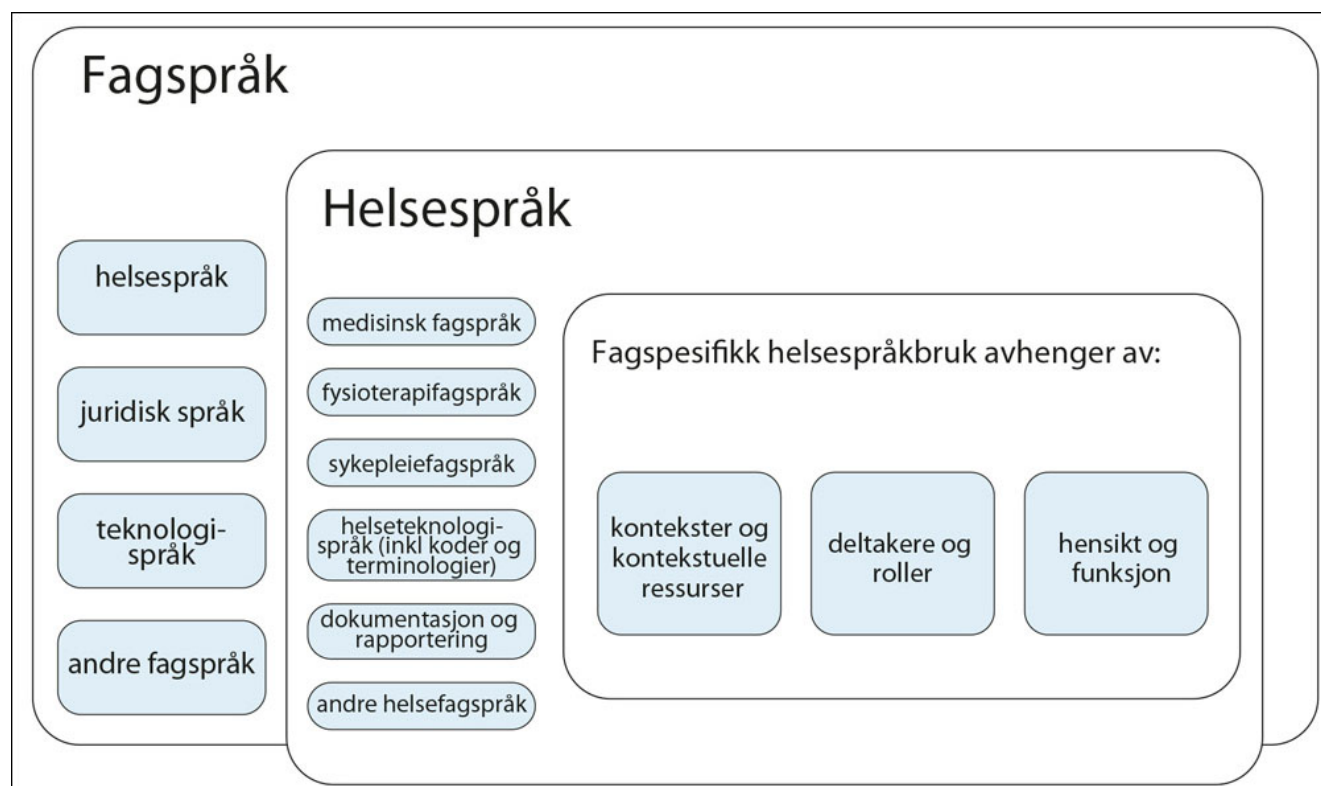 Fagspråk
helsespråk
juridisk språk
teknologi-
språk
andre fagspråk
Helsespråk
medisinsk fagspråk
fysioterapifagspråk
sykepleiefagspråk
helseteknologi-
språk (inkl koder og
terminologier)
dokumentasjon og
rapportering
andre helsefagspråk
Fagspesifikk helsespråkbruk avhenger av:
kontekster og
kontekstuelle
ressurser
deltakere og
roller
hensikt og
funksjon